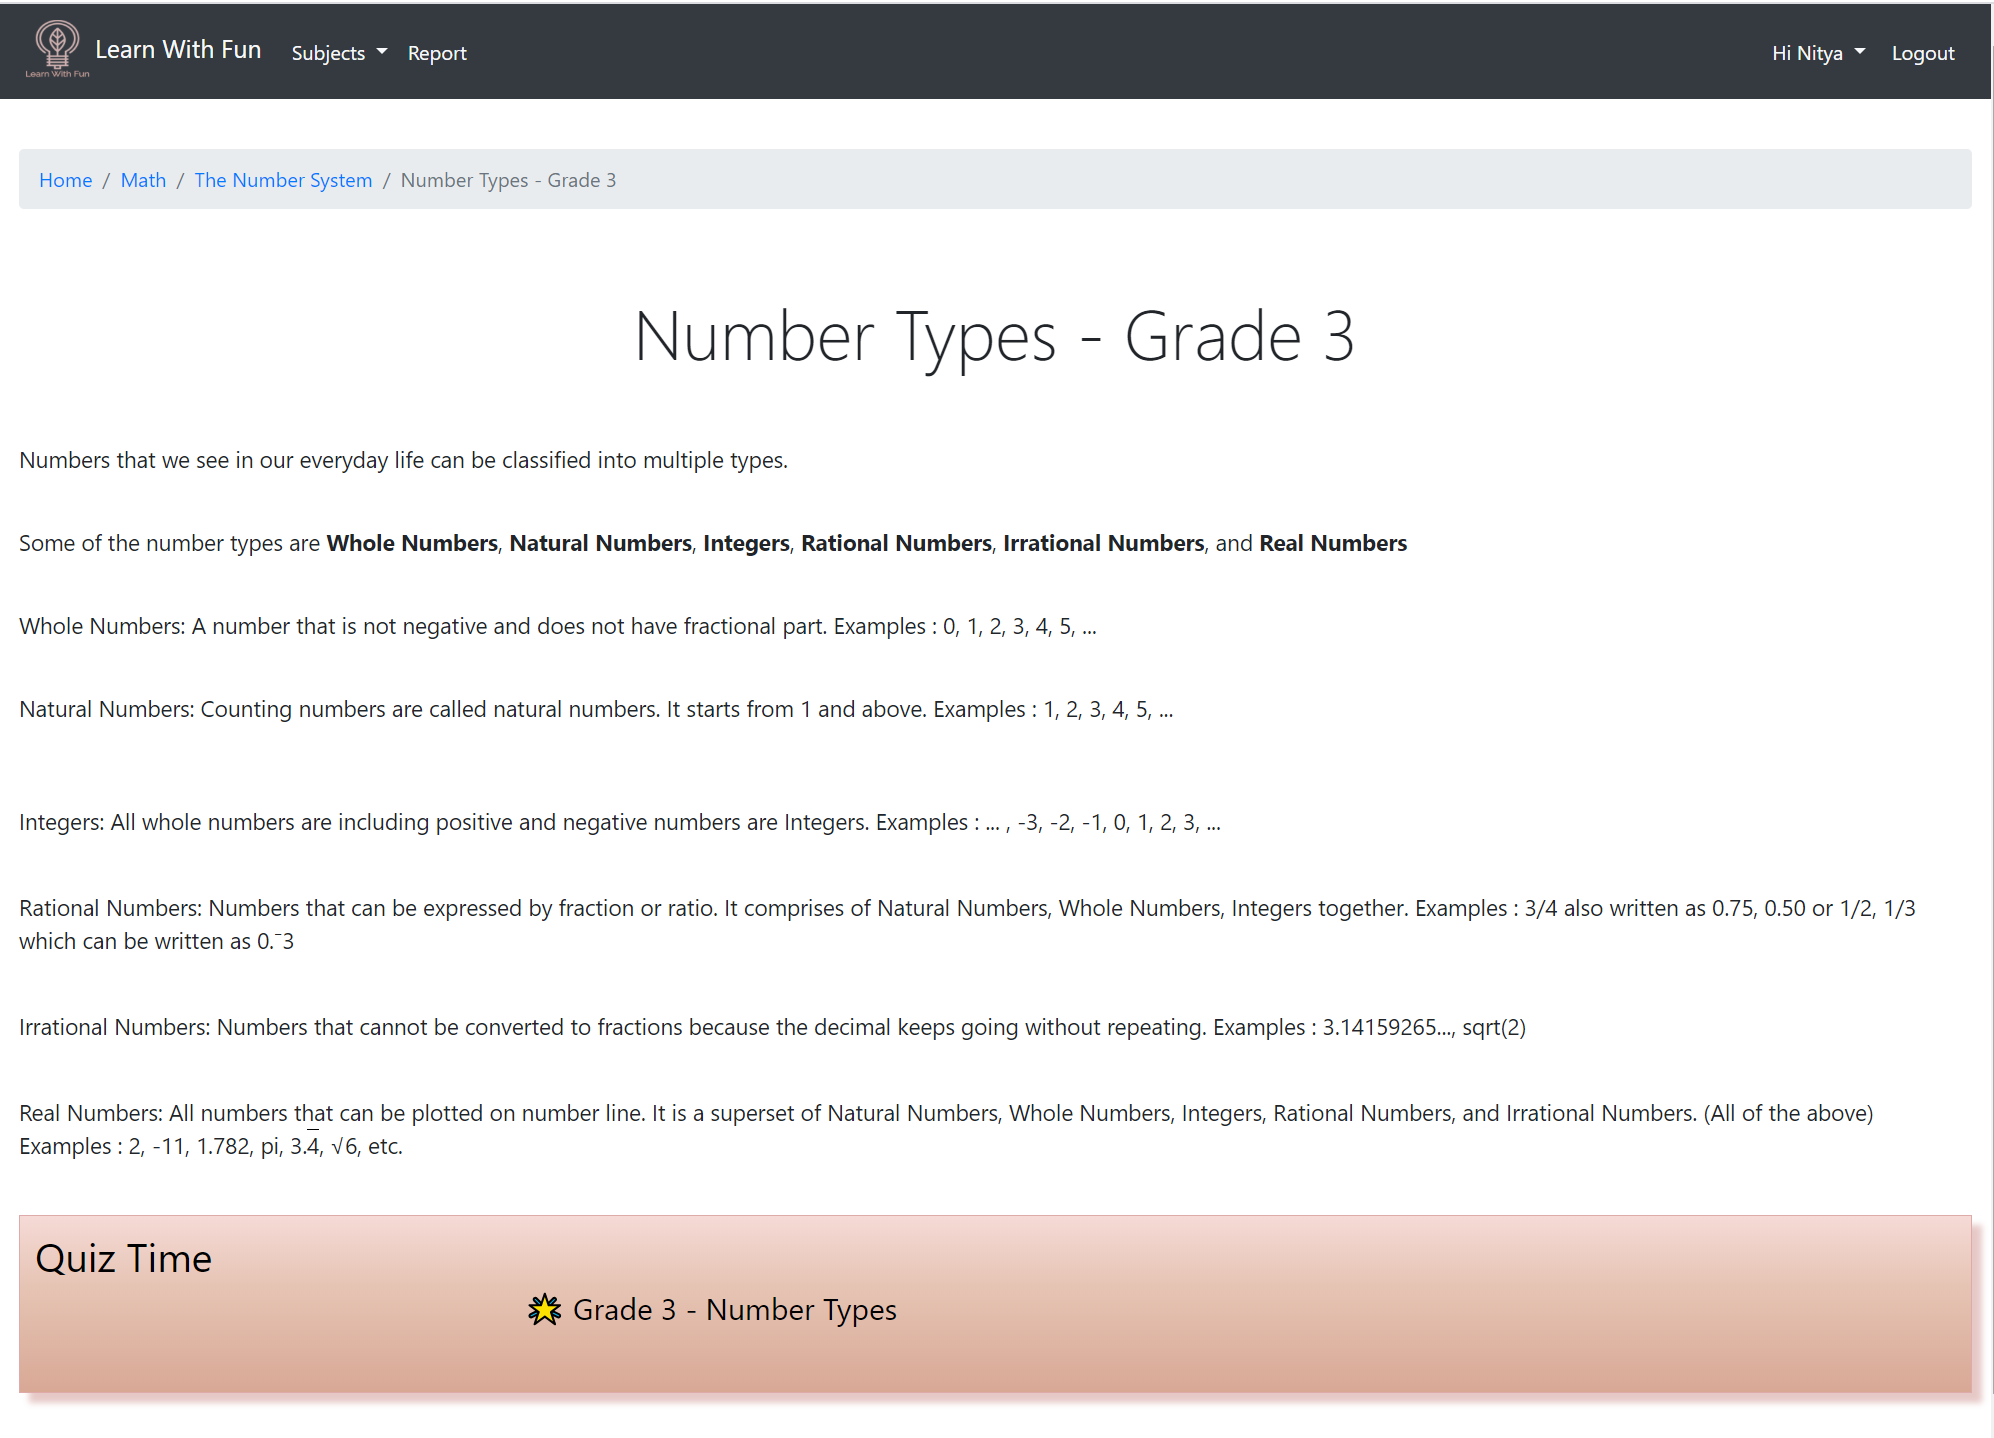 Learn With Fun
Learn With Fun
Subjects
Report
Hi Nitya
Logout
Home / Math / The Number System / Number Types - Grade 3
Number Types - Grade 3
Numbers that we see in our everyday life can be classified into multiple types.
Some of the number types are Whole Numbers, Natural Numbers, Integers, Rational Numbers, Irrational Numbers, and Real Numbers
Whole Numbers: A number that is not negative and does not have fractional part. Examples : 0, 1, 2, 3, 4, 5, ...
Natural Numbers: Counting numbers are called natural numbers. It starts from 1 and above. Examples : 1, 2, 3, 4, 5, ...
Integers: All whole numbers are including positive and negative numbers are Integers. Examples : ... , -3, -2, -1, 0, 1, 2, 3, ...
Rational Numbers: Numbers that can be expressed by fraction or ratio. It comprises of Natural Numbers, Whole Numbers, Integers together. Examples : 3/4 also written as 0.75, 0.50 or 1/2, 1/3
which can be written as 0.¯3
Irrational Numbers: Numbers that cannot be converted to fractions because the decimal keeps going without repeating. Examples : 3.14159265..., sqrt(2)
Real Numbers: All numbers that can be plotted on number line. It is a superset of Natural Numbers, Whole Numbers, Integers, Rational Numbers, and Irrational Numbers. (All of the above)
Examples : 2, -11, 1.782, pi, 3.4̅, √6, etc.
Quiz Time
Grade 3 - Number Types